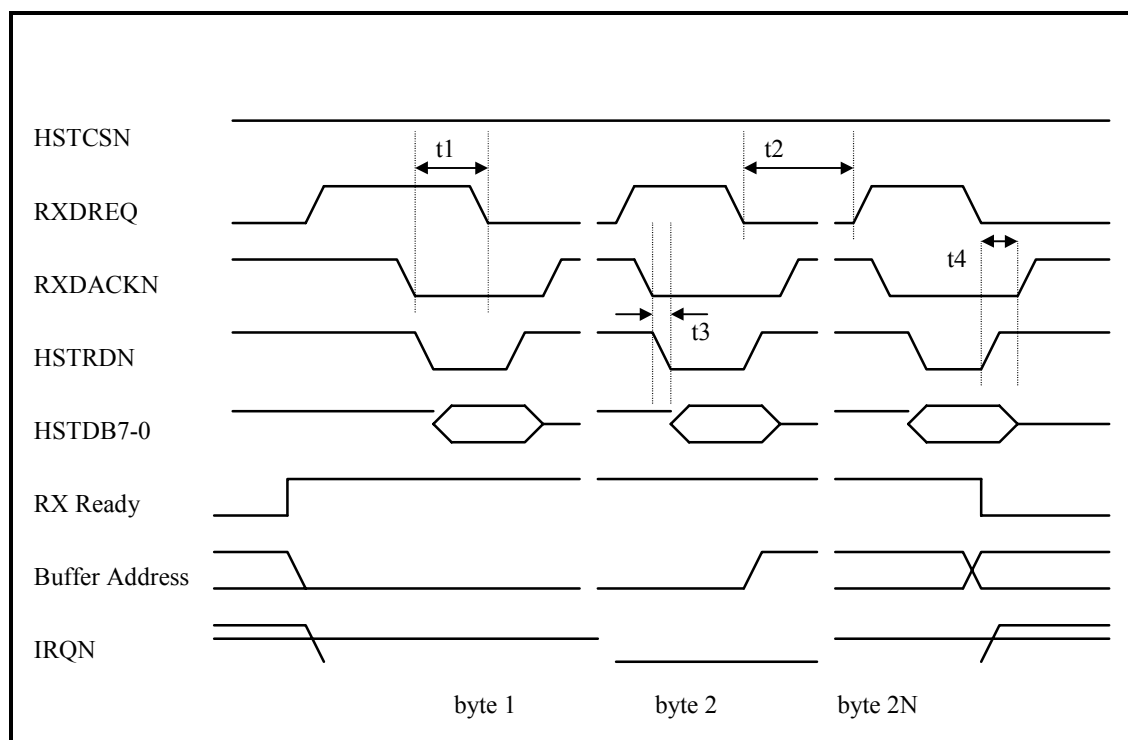 HSTCSN
t1
t2
RXDREQ
t4
RXDACKN
t3
HSTRDN
HSTDB7-0
RX Ready
Buffer Address
IRQN
byte 1 byte 2 byte 2N